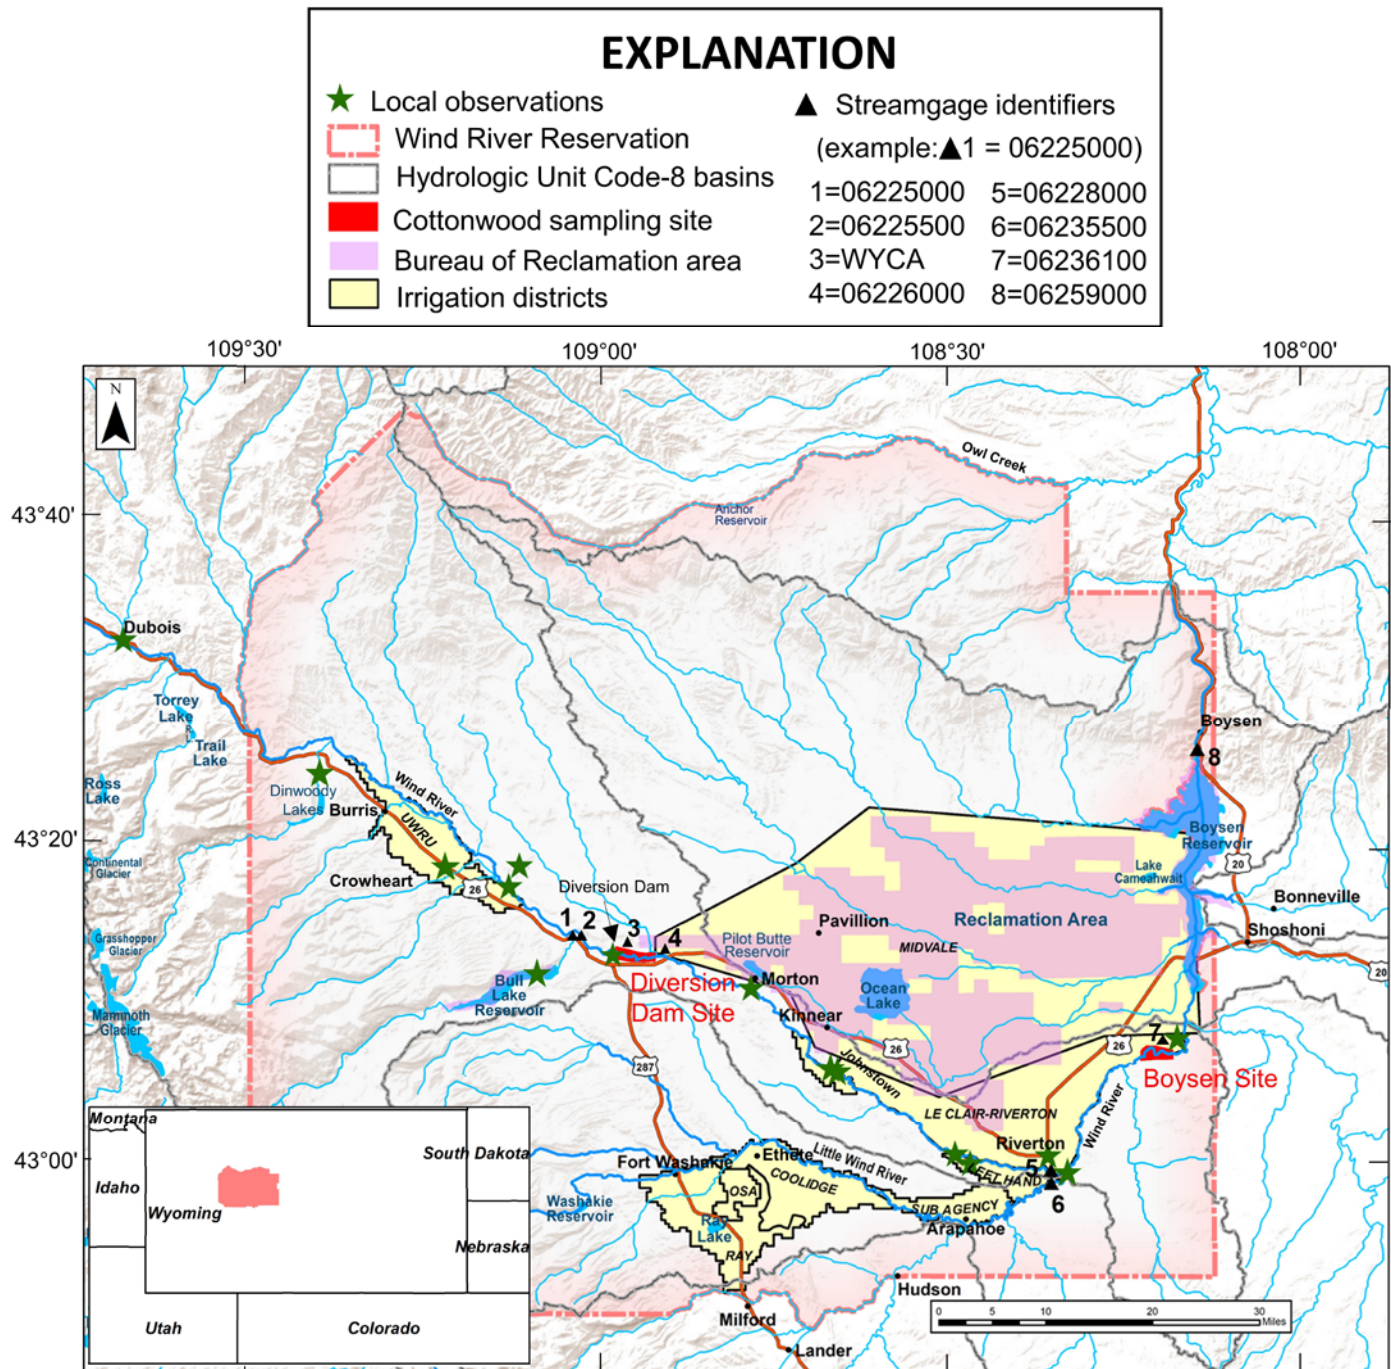 EXPLANATION
Local observations
Wind River Reservation
Hydrologic Unit Code-8 basins
Cottonwood sampling site
Bureau of Reclamation area
Irrigation districts
Streamgage identifiers
(example:▲1 = 06225000)
1=06225000 5=06228000
2=06225500 6=06235500
3=WYCA 7=06236100
4=06226000 8=06259000
109°30'
109°00'
108°30'
108°00'
N
43°40'
43°20'
43°00'
Owl Creek
Anchor
Reservoir
Dubois
Torrey
Lake
Trail
Lake
Ross
Lake
Dinwoody
Lakes
Burris
Wind River
UWRU
Crowheart
26
Continental
Glacier
Grasshopper
Glacier
Mammoth
Glacier
Diversion Dam
1
2
3
4
Bull
Lake
Reservoir
Diversion
Dam Site
Pilot Butte
Reservoir
Morton
Pavillion
MIDVALE
Reclamation Area
Ocean
Lake
Kinnear
26
Johnstown
287
Boysen
8
Boysen
Reservoir
Lake
Cameahwait
20
Bonneville
Shoshoni
20
26
7
Boysen Site
Wind River
LE CLAIR-RIVERTON
Riverton
LEFT HAND
5
6
Little Wind River
Ethete
Fort Washakie
COOLIDGE
OSA
SUB AGENCY
Arapahoe
Washakie
Reservoir
Ray
Lake
RAY
Hudson
Milford
Lander
0 5 10 20 30
Miles
Montana
Idaho
Wyoming
South Dakota
Nebraska
Utah
Colorado